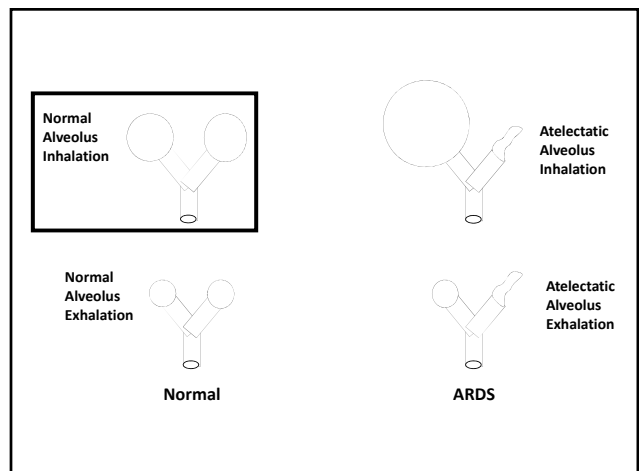 Normal
Alveolus
Inhalation
Atelectatic
Alveolus
Inhalation
Normal
Alveolus
Exhalation
Atelectatic
Alveolus
Exhalation
Normal
ARDS